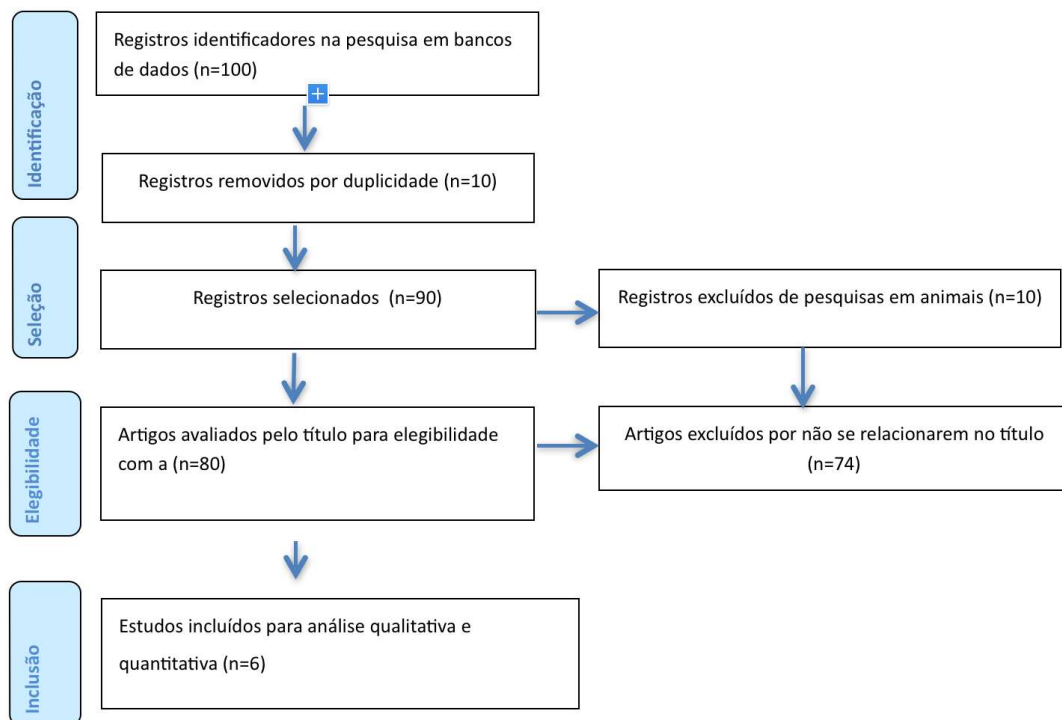 Identificação
Registros identificadores na pesquisa em bancos
de dados (n=100)
Registros removidos por duplicidade (n=10)
Seleção
Registros selecionados (n=90)
Registros excluídos de pesquisas em animais (n=10)
Elegibilidade
Artigos avaliados pelo título para elegibilidade
com a (n=80)
Artigos excluídos por não se relacionarem no título
(n=74)
Inclusão
Estudos incluídos para análise qualitativa e
quantitativa (n=6)